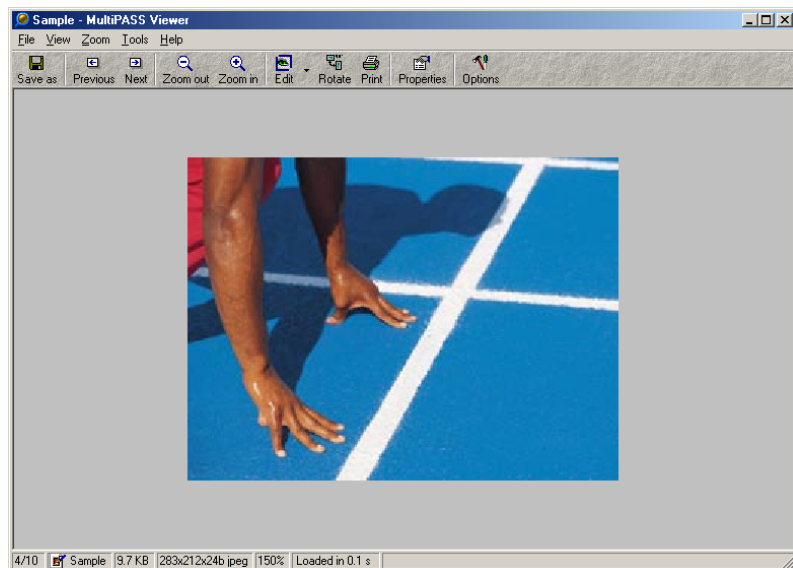 Sample - MultiPASS Viewer
File View Zoom Tools Help
Save as Previous Next Zoom out Zoom in Edit Rotate Print Properties Options
4/10 Sample 9.7 KB 283x212x24b jpeg 150% Loaded in 0.1 s